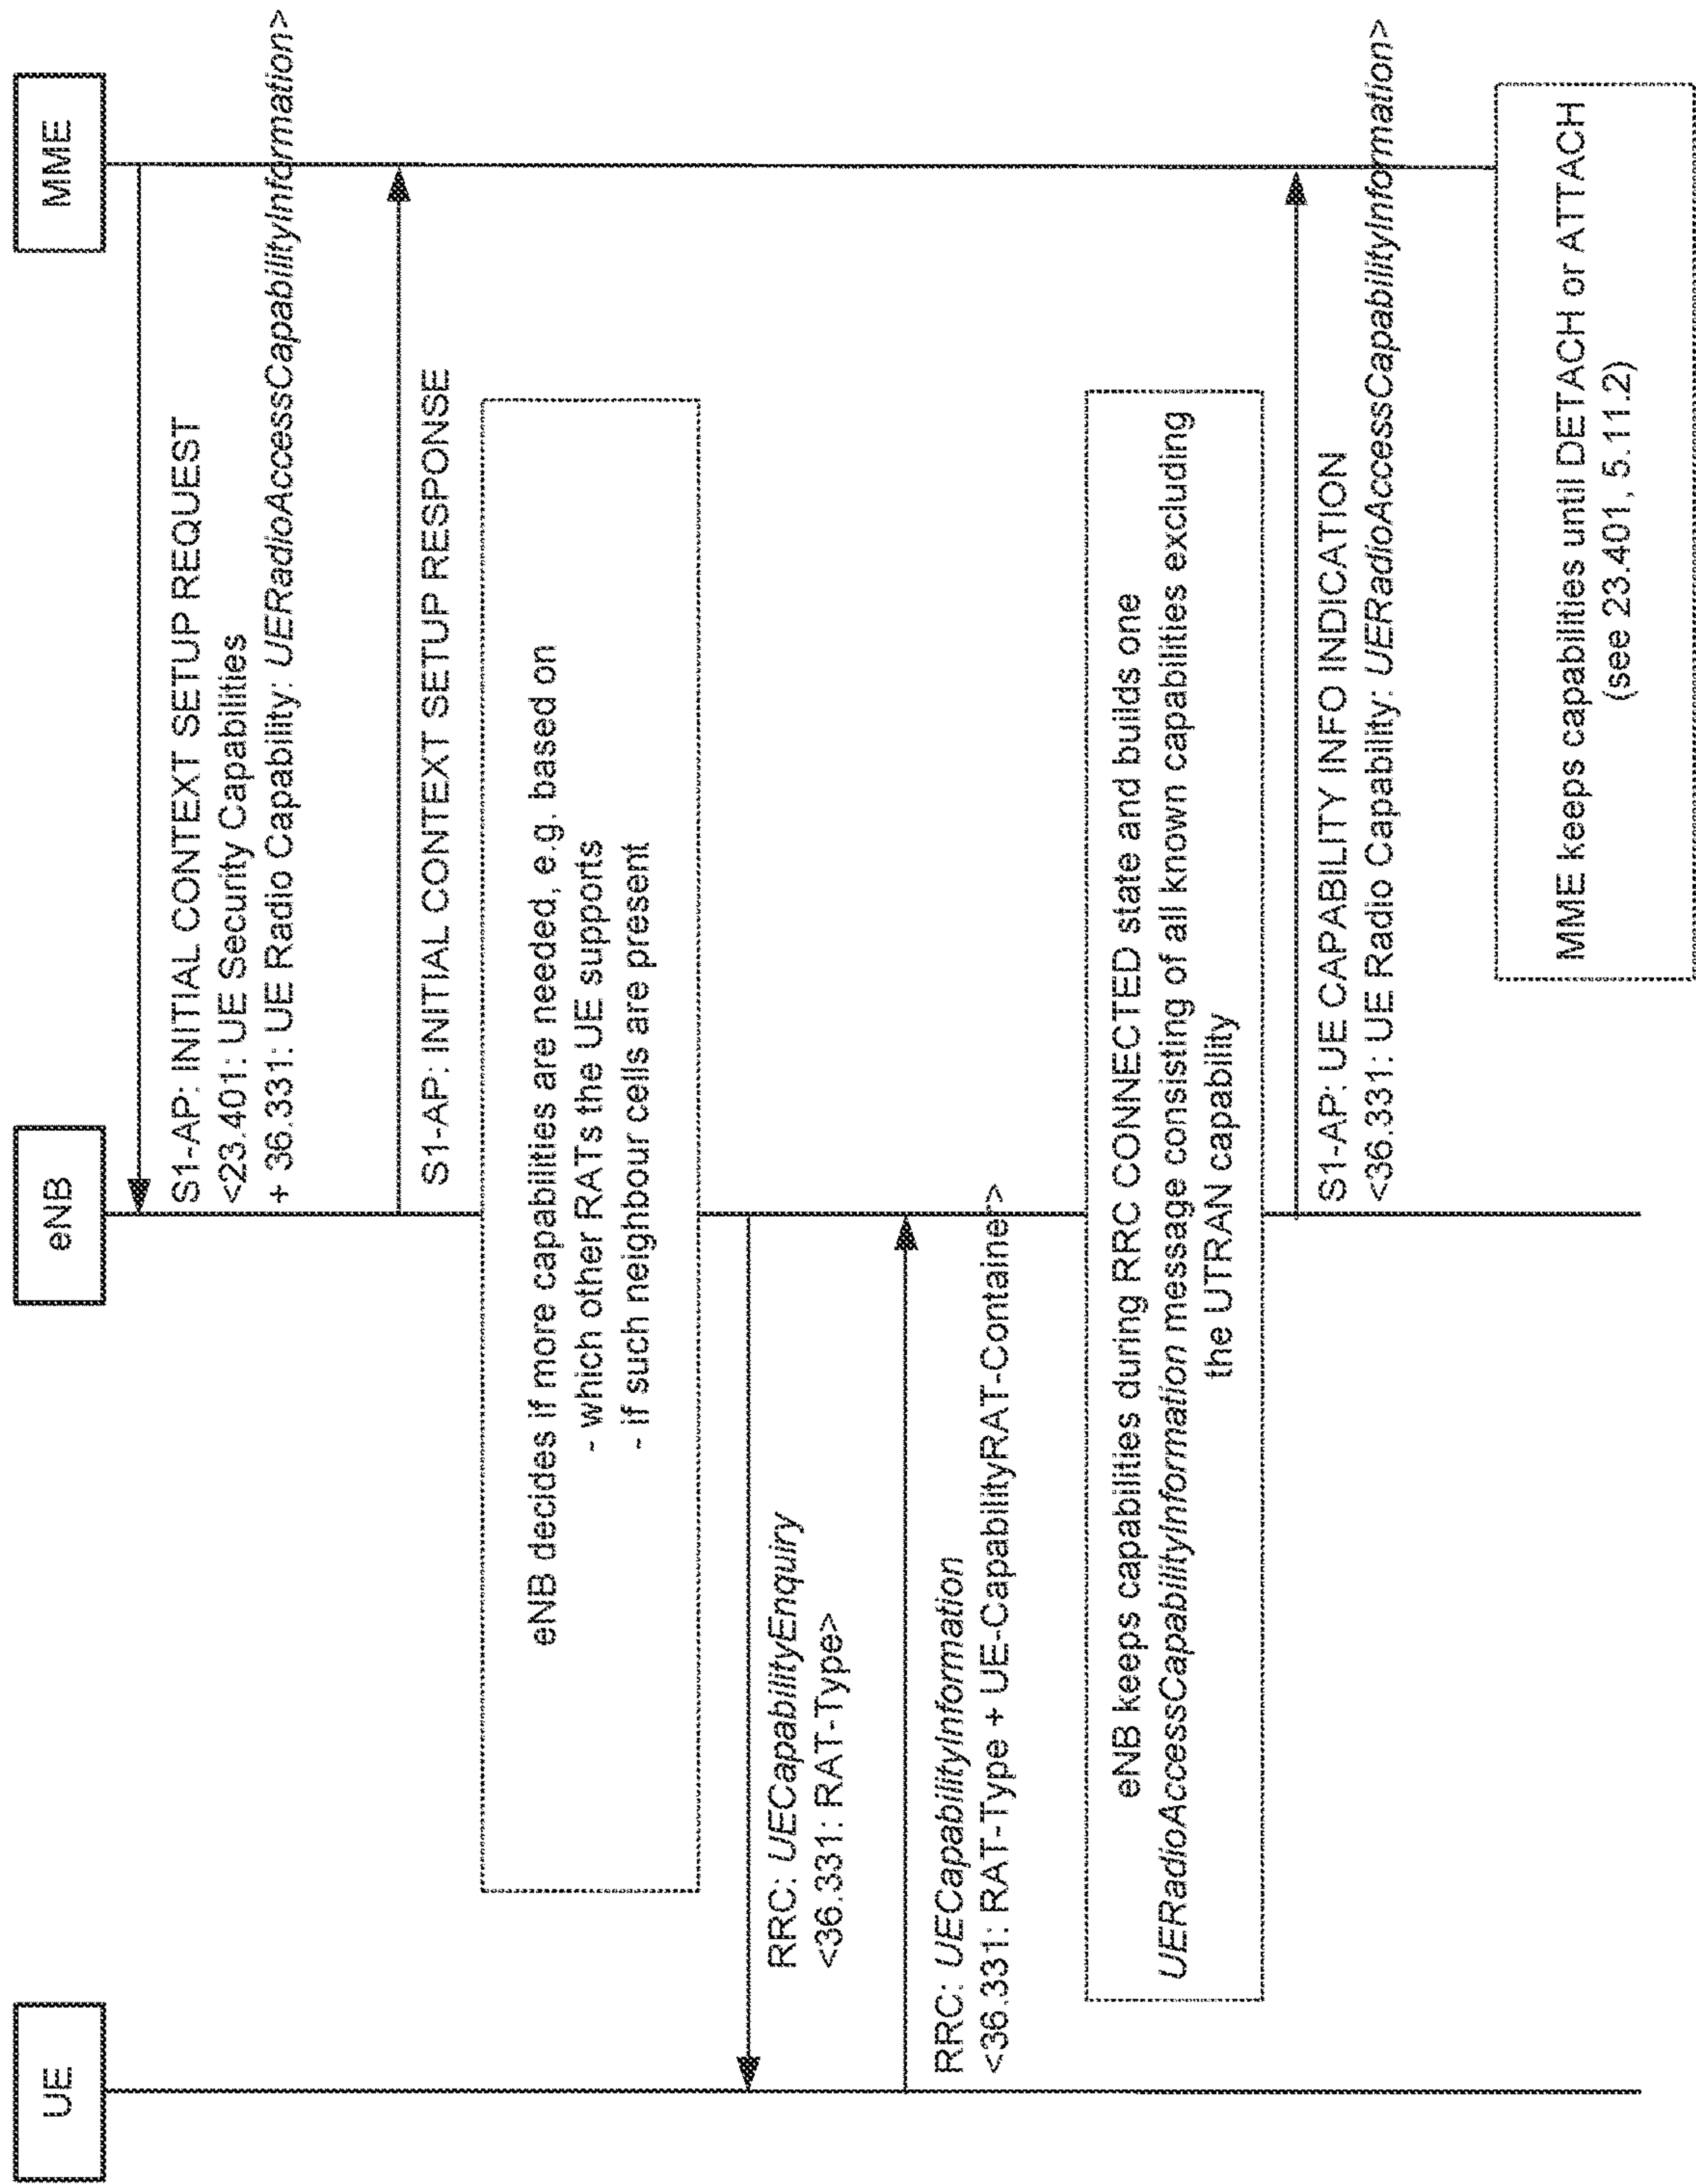 UE
eNB
MME
S1-AP: INITIAL CONTEXT SETUP REQUEST
<23.401: UE Security Capabilities
+ 36.331: UE Radio Capability: UERadioAccessCapabilityInformation>
S1-AP: INITIAL CONTEXT SETUP RESPONSE
eNB decides if more capabilities are needed, e.g. based on
- which other RATs the UE supports
- if such neighbour cells are present
RRC: UECapabilityEnquiry
<36.331: RAT-Type>
RRC: UECapabilityInformation
<36.331: RAT-Type + UE-CapabilityRAT-Container>
eNB keeps capabilities during RRC CONNECTED state and builds one
UERadioAccessCapabilityInformation message consisting of all known capabilities excluding
the UTRAN capability
S1-AP: UE CAPABILITY INFO INDICATION
<36.331: UE Radio Capability: UERadioAccessCapabilityInformation>
MME keeps capabilities until DETACH or ATTACH
(see 23.401, 5.11.2)